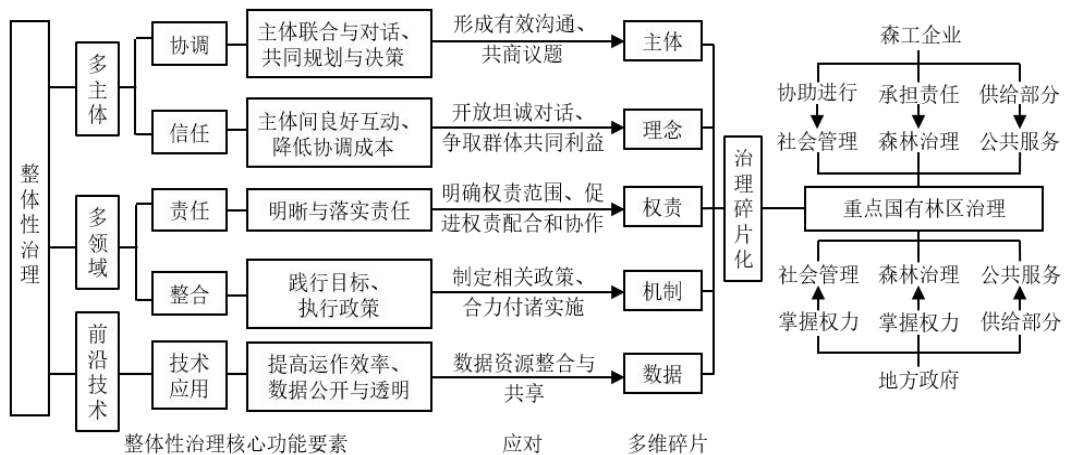 整体性治理
多主体
协调
主体联合与对话、
共同规划与决策
形成有效沟通、
共商议题
主体
信任
主体间良好互动、
降低协调成本
开放坦诚对话、
争取群体共同利益
理念
多领域
责任
明晰与落实责任
明确权责范围、促
进权责配合和协作
权责
整合
践行目标、
执行政策
制定相关政策、
合力付诸实施
机制
前沿技术
技术
应用
提高运作效率、
数据公开与透明
数据资源整合与
共享
数据
治理碎片化
森工企业
协助进行
承担责任
供给部分
社会管理
森林治理
公共服务
重点国有林区治理
社会管理
森林治理
公共服务
掌握权力
掌握权力
供给部分
地方政府
整体性治理核心功能要素
应对
多维碎片